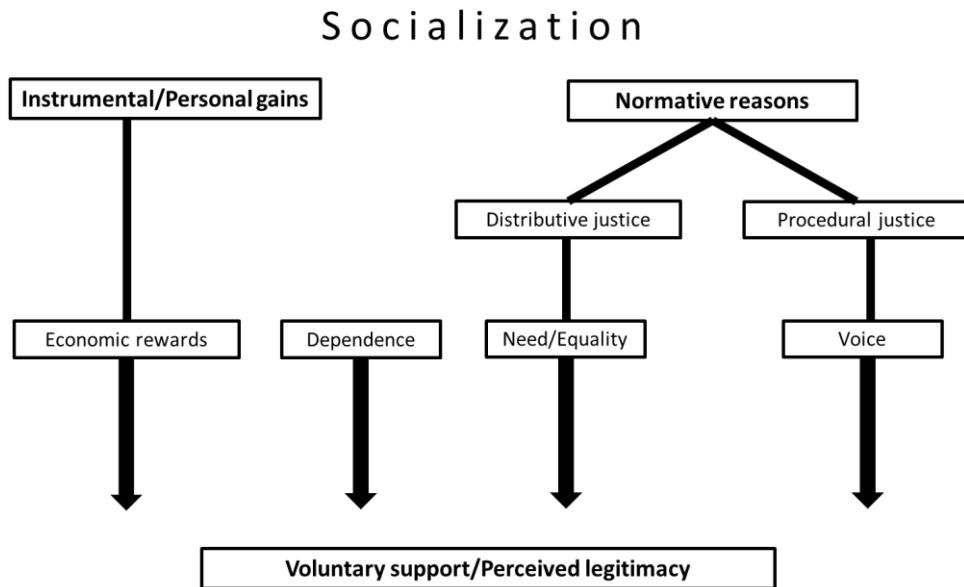 Socialization
Instrumental/Personal gains
Normative reasons
Distributive justice
Procedural justice
Economic rewards
Dependence
Need/Equality
Voice
Voluntary support/Perceived legitimacy